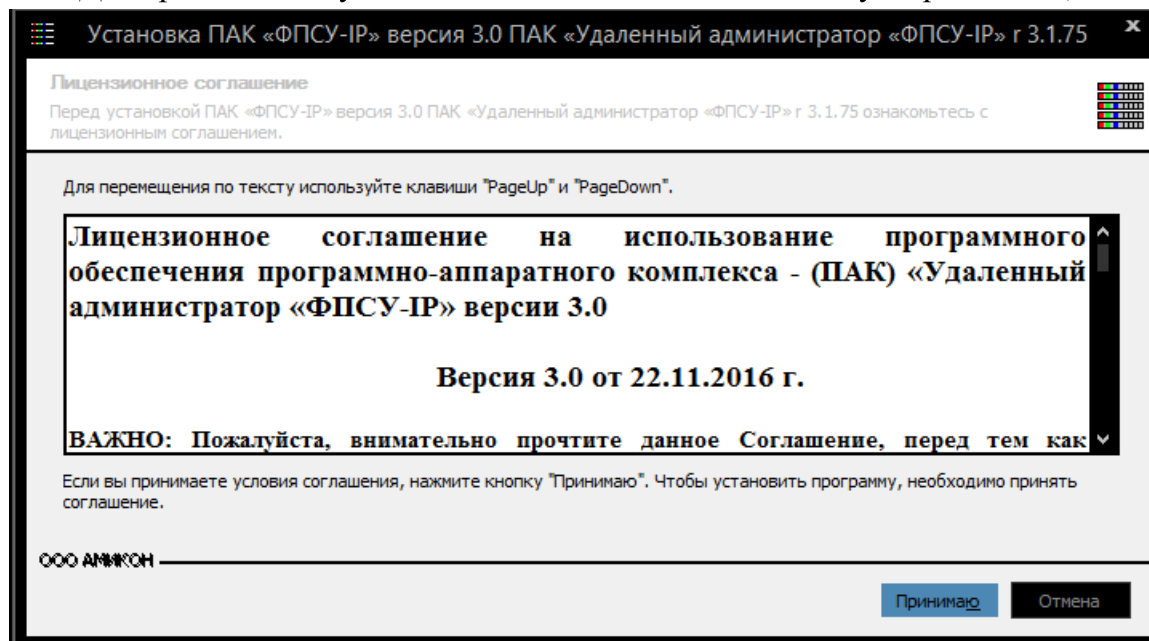 Установка ПАК «ФПСУ-IP» версия 3.0 ПАК «Удаленный администратор «ФПСУ-IP» r 3.1.75
x
Лицензионное соглашение
Перед установкой ПАК «ФПСУ-IP» версия 3.0 ПАК «Удаленный администратор «ФПСУ-IP» r 3.1.75 ознакомьтесь с
лицензионным соглашением.
Для перемещения по тексту используйте клавиши "PageUp" и "PageDown".
Лицензионное соглашение на использование программного
обеспечения программно-аппаратного комплекса - (ПАК) «Удаленный
администратор «ФПСУ-IP» версии 3.0
Версия 3.0 от 22.11.2016 г.
ВАЖНО: Пожалуйста, внимательно прочтите данное Соглашение, перед тем как
Если вы принимаете условия соглашения, нажмите кнопку "Принимаю". Чтобы установить программу, необходимо принять
соглашение.
ООО АМИКОН
Принимаю
Отмена